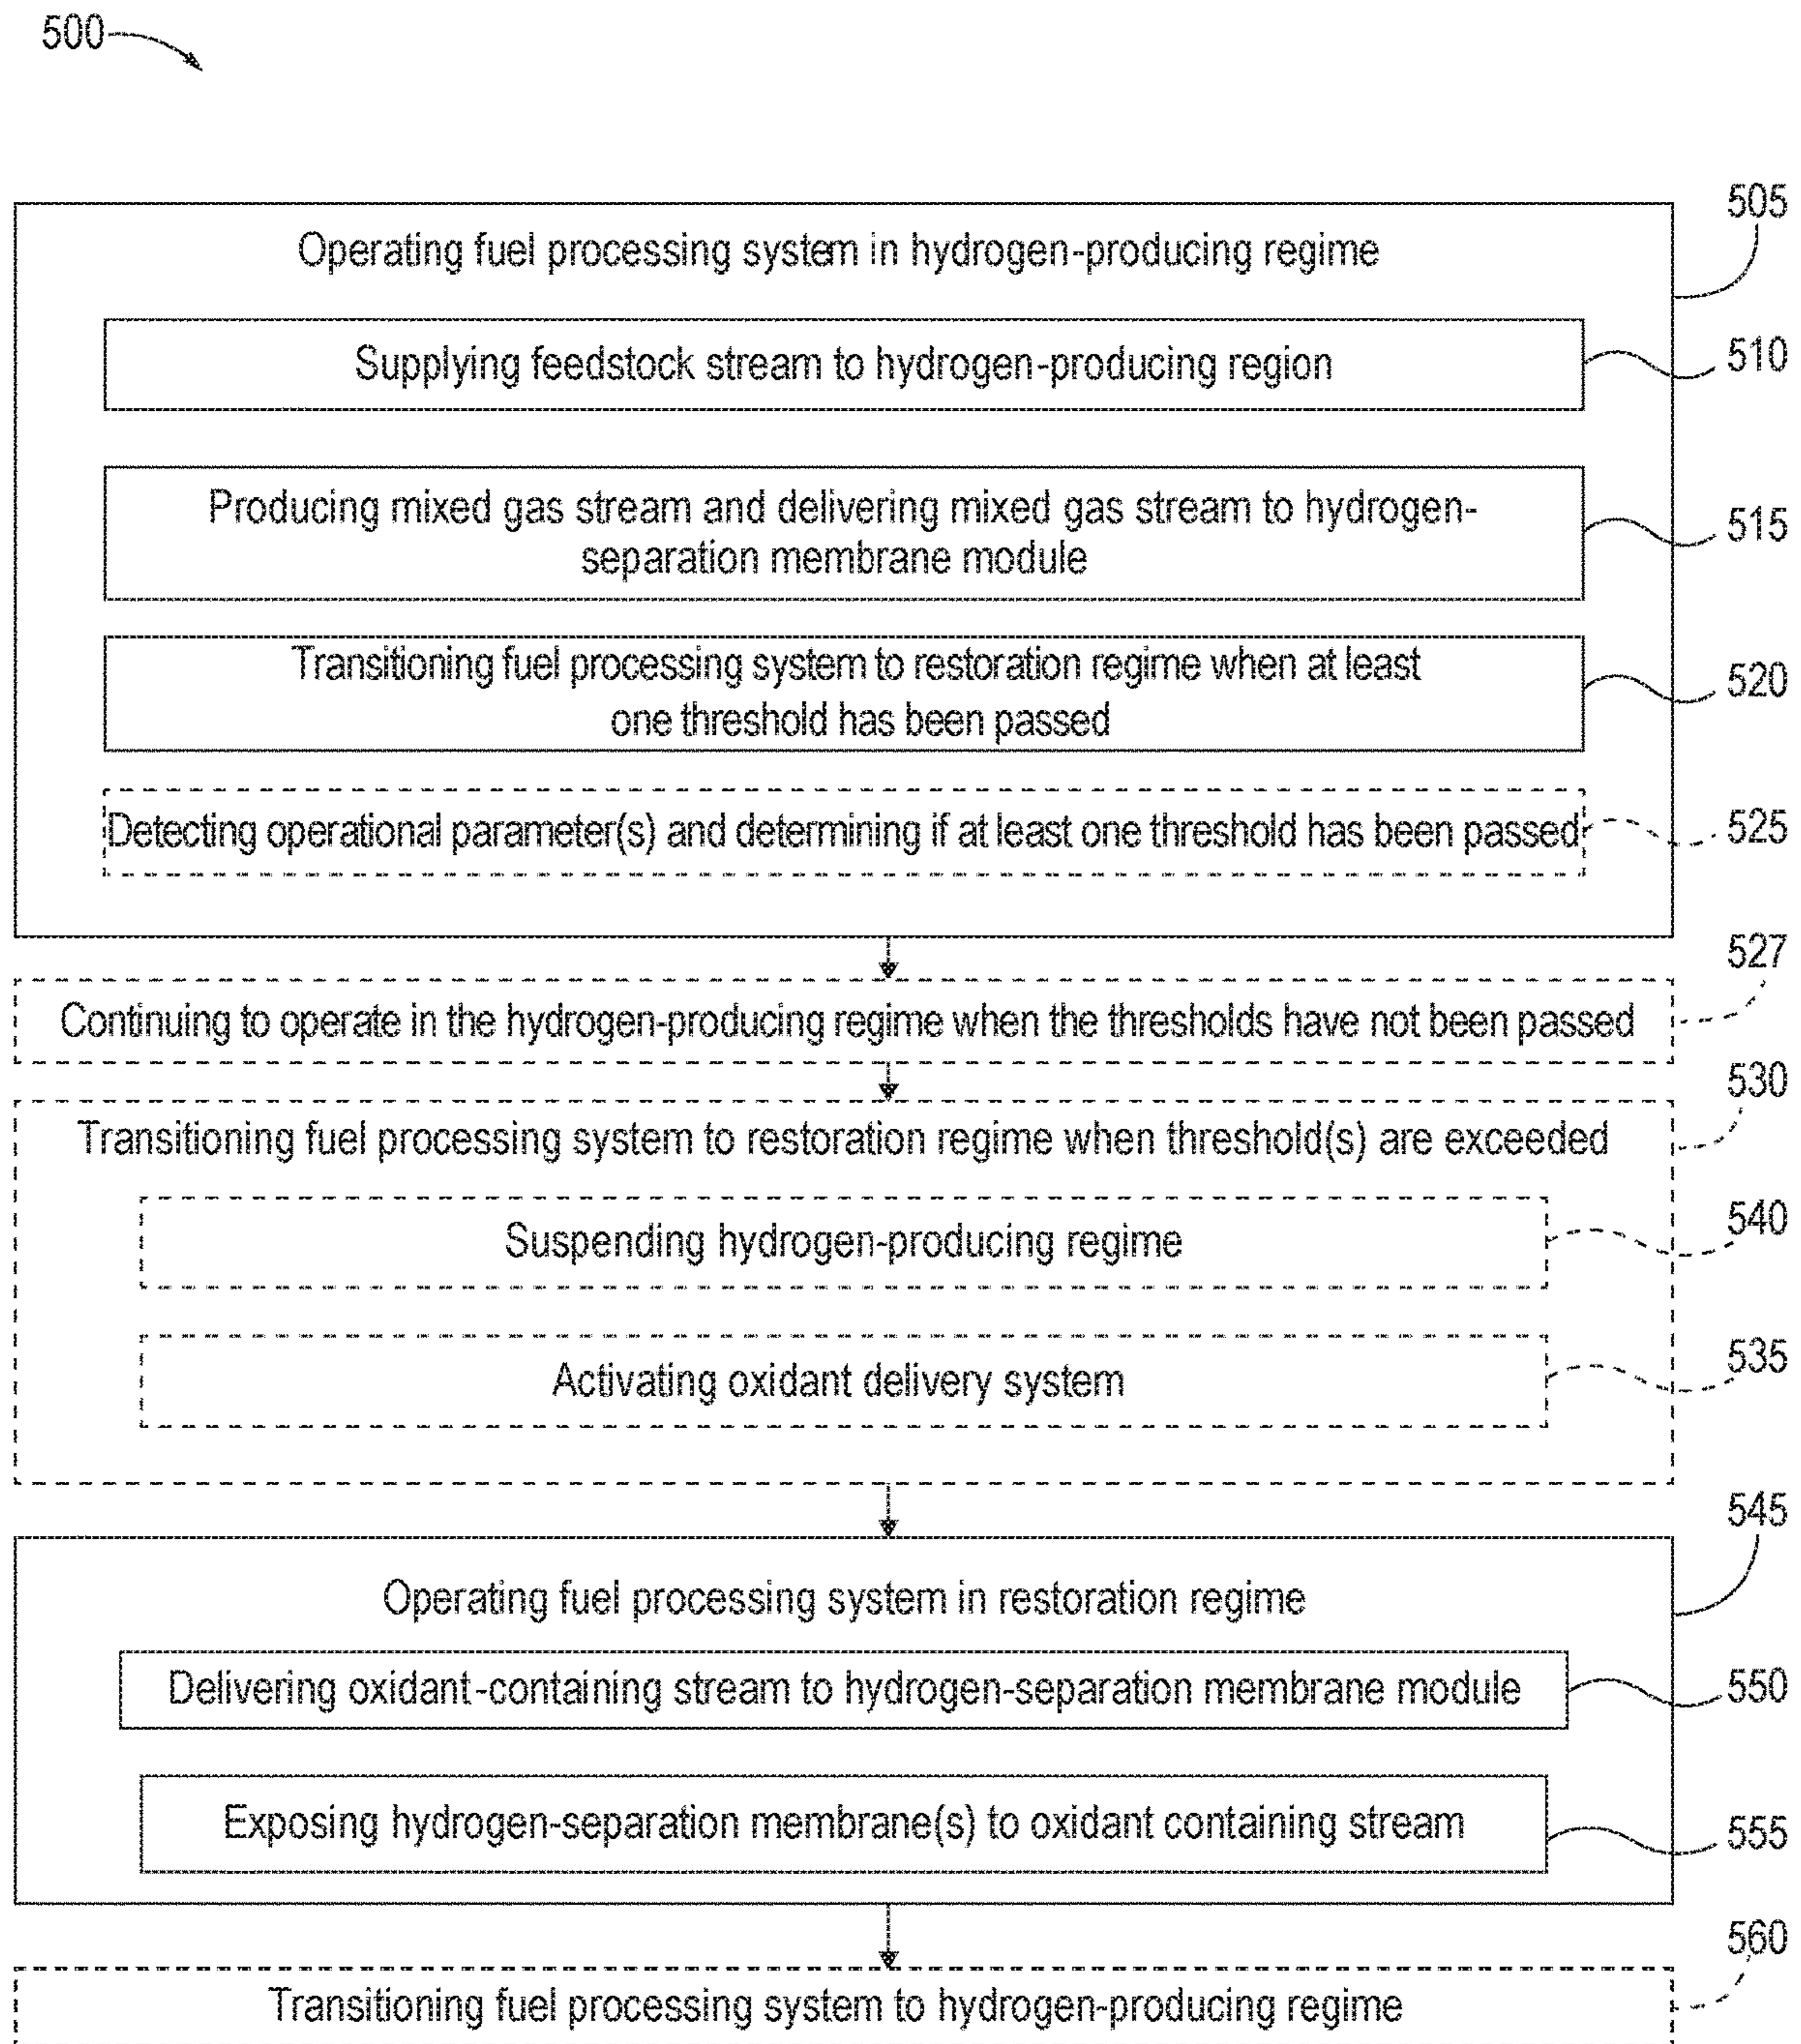 500
505
Operating fuel processing system in hydrogen-producing regime
Supplying feedstock stream to hydrogen-producing region
510
Producing mixed gas stream and delivering mixed gas stream to hydrogen-
separation membrane module
515
Transitioning fuel processing system to restoration regime when at least
one threshold has been passed
520
Detecting operational parameter(s) and determining if at least one threshold has been passed
525
527
Continuing to operate in the hydrogen-producing regime when the thresholds have not been passed
530
Transitioning fuel processing system to restoration regime when threshold(s) are exceeded
Suspending hydrogen-producing regime
540
Activating oxidant delivery system
535
545
Operating fuel processing system in restoration regime
Delivering oxidant-containing stream to hydrogen-separation membrane module
550
Exposing hydrogen-separation membrane(s) to oxidant containing stream
555
560
Transitioning fuel processing system to hydrogen-producing regime